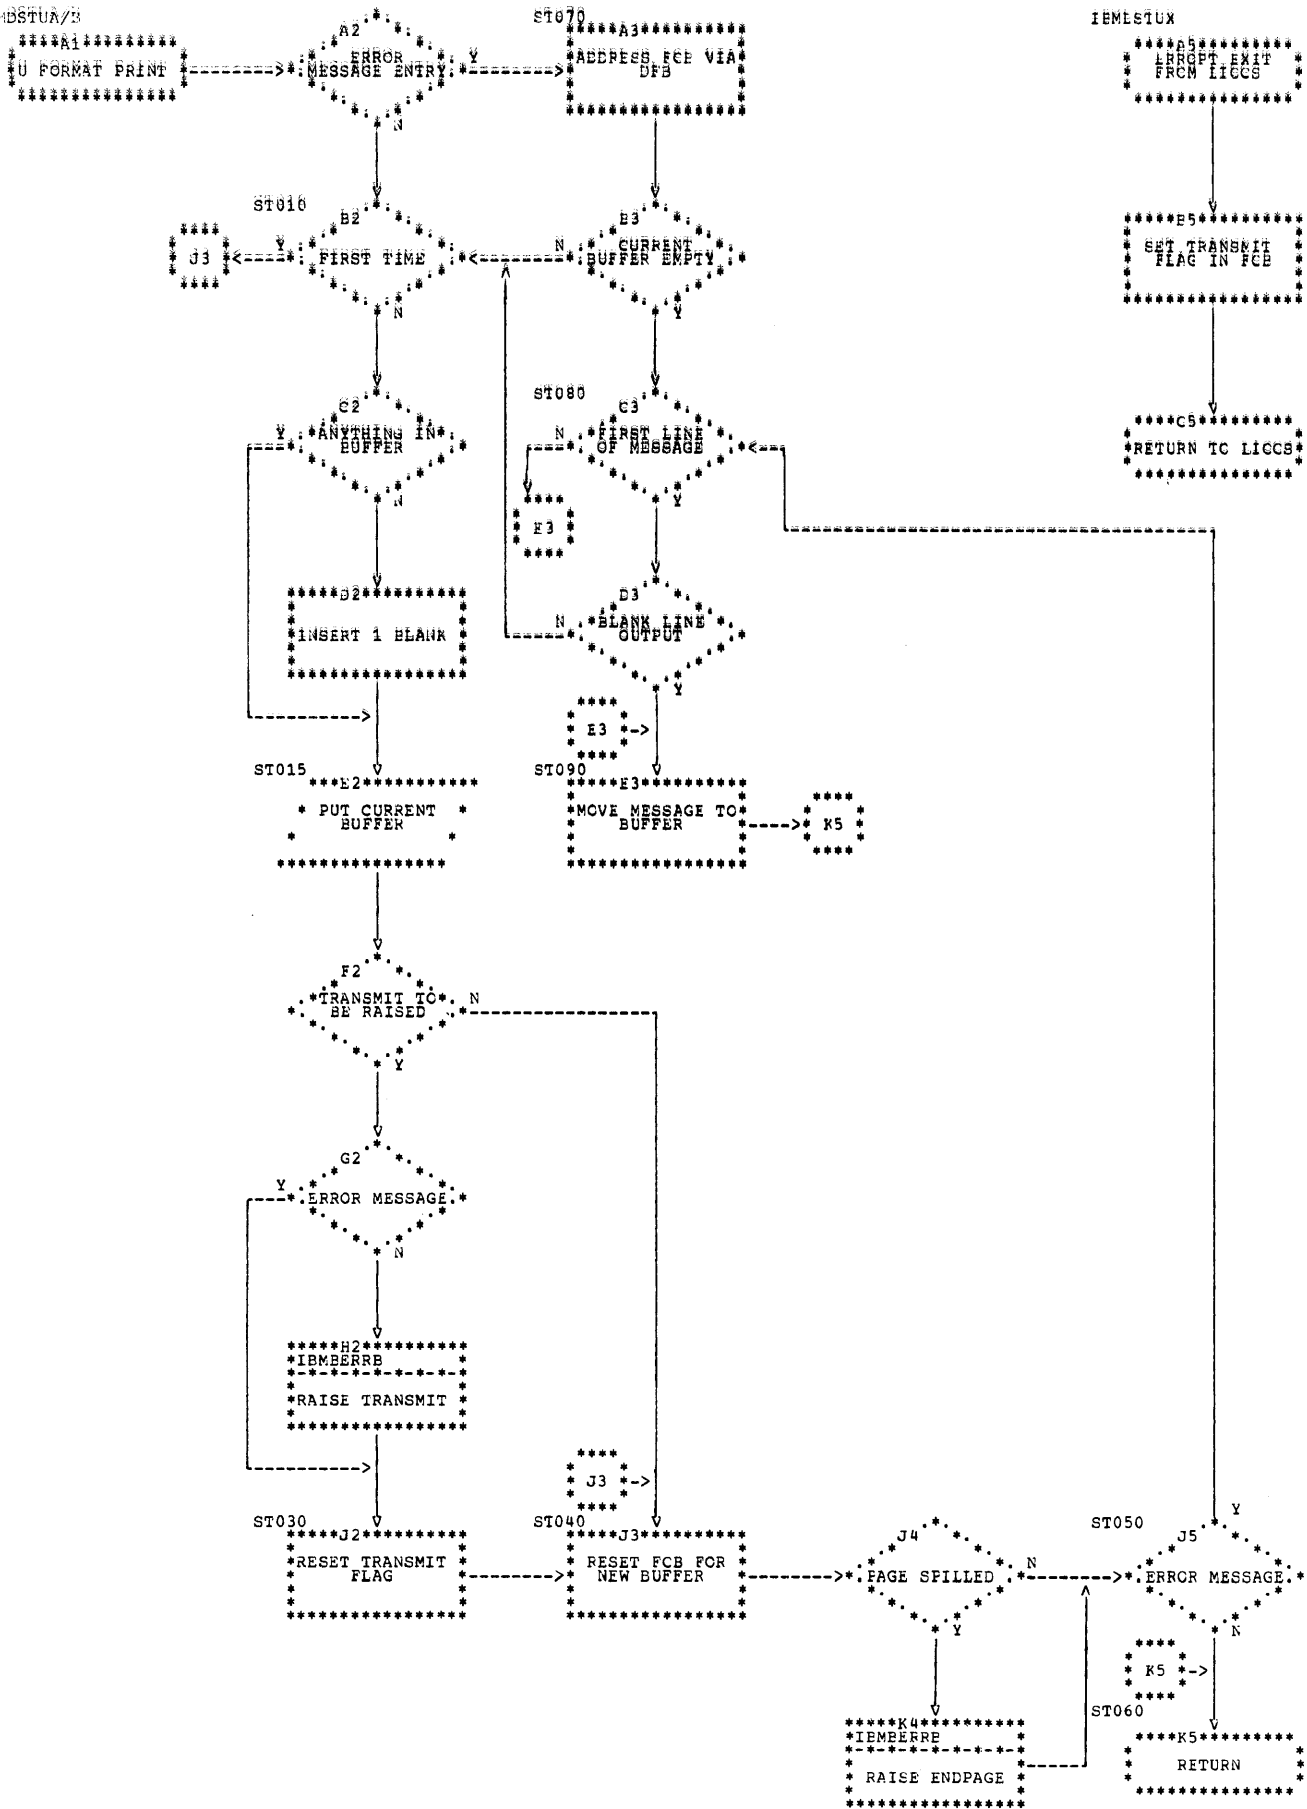 ST070
IBMLSTUX
A1
U FORMAT PRINT
A2
ERROR
MESSAGE ENTRY
Y
N
A3
ADDRESS FCB VIA
DFB
A5
ERROPT EXIT
FROM LIOCS
ST010
J3
Y
B2
FIRST TIME
N
N
B3
CURRENT
BUFFER EMPTY
Y
B5
SET TRANSMIT
FLAG IN FCB
Y
C2
ANYTHING IN
BUFFER
N
ST080
N
C3
FIRST LINE
OF MESSAGE
Y
E3
C5
RETURN TO LIOCS
D2
INSERT 1 BLANK
N
D3
BLANK LINE
OUTPUT
Y
E3
ST015
E2
PUT CURRENT
BUFFER
ST090
E3
MOVE MESSAGE TO
BUFFER
K5
F2
TRANSMIT TO
BE RAISED
N
Y
Y
G2
ERROR MESSAGE
N
H2
IBMBERRB
RAISE TRANSMIT
J3
ST030
J2
RESET TRANSMIT
FLAG
ST040
J3
RESET FCB FOR
NEW BUFFER
J4
PAGE SPILLED
N
Y
ST050
Y
J5
ERROR MESSAGE
N
K5
ST060
K4
IBMBERRB
RAISE ENDPAGE
K5
RETURN